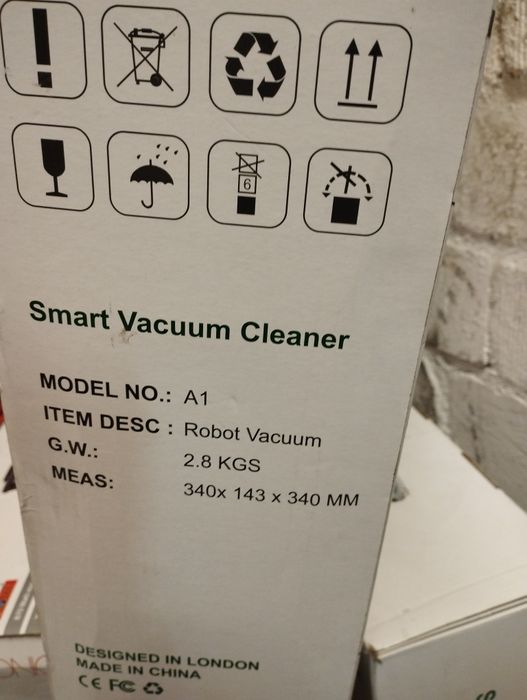 6
Smart Vacuum Cleaner
MODEL NO.: A1
ITEM DESC : Robot Vacuum
G.W.: 2.8 KGS
MEAS: 340x 143 x 340 MM
DESIGNED IN LONDON
MADE IN CHINA
CE FC